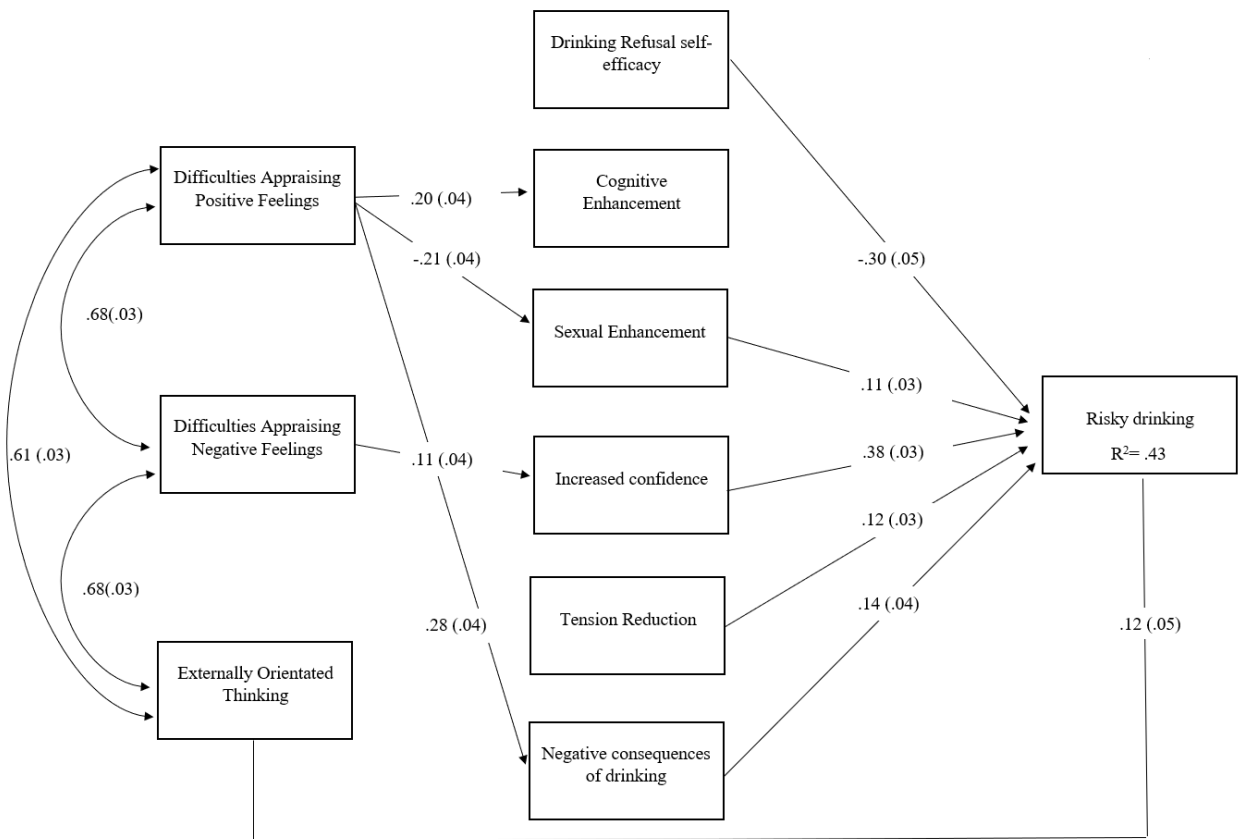 Drinking Refusal self-
efficacy
Difficulties Appraising
Positive Feelings
.20 (.04)
Cognitive
Enhancement
-.21 (.04)
-.30 (.05)
.68(.03)
Sexual Enhancement
.11 (.03)
Difficulties Appraising
Negative Feelings
.61 (.03)
.11 (.04)
Increased confidence
.38 (.03)
Risky drinking
R²= .43
.12 (.03)
.68(.03)
.28 (.04)
Tension Reduction
.14 (.04)
.12 (.05)
Externally Orientated
Thinking
Negative consequences
of drinking